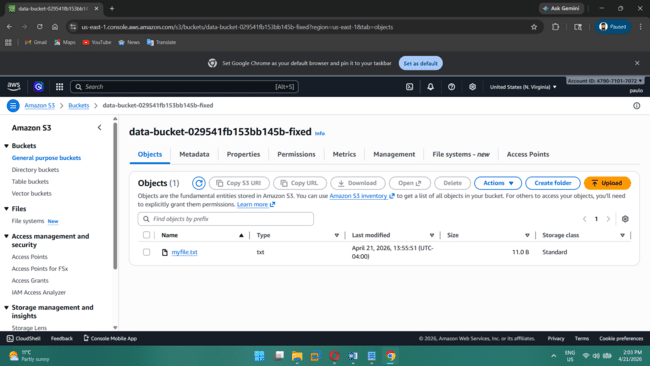 data-bucket-029541fb153bb145b-fixed
Ask Gemini
us-east-1.console.aws.amazon.com/s3/buckets/data-bucket-029541fb153bb145b-fixed?region=us-east-1&tab=objects
Paused
Gmail
Maps
YouTube
News
Translate
Set Google Chrome as your default browser and pin it to your taskbar
Set as default
aws
Search
[Alt+S]
United States (N. Virginia)
Account ID: 4790-7101-7072
paulo
Amazon S3
Buckets
data-bucket-029541fb153bb145b-fixed
Amazon S3
Buckets
General purpose buckets
Directory buckets
Table buckets
Vector buckets
Files
File systems New
Access management and
security
Access Points
Access Points for FSx
Access Grants
IAM Access Analyzer
Storage management and
insights
Storage Lens
data-bucket-029541fb153bb145b-fixed Info
Objects
Metadata
Properties
Permissions
Metrics
Management
File systems - new
Access Points
Objects (1)
Copy S3 URI
Copy URL
Download
Open
Delete
Actions
Create folder
Upload
Objects are the fundamental entities stored in Amazon S3. You can use Amazon S3 inventory to get a list of all objects in your bucket. For others to access your objects, you'll need
to explicitly grant them permissions. Learn more
Find objects by prefix
1
Name
Type
Last modified
Size
Storage class
myfile.txt
txt
April 21, 2026, 13:55:51 (UTC-
04:00)
11.0 B
Standard
CloudShell
Feedback
Console Mobile App
© 2026, Amazon Web Services, Inc. or its affiliates.
Privacy
Terms
Cookie preferences
11°C
Partly sunny
ENG
US
2:03 PM
4/21/2026